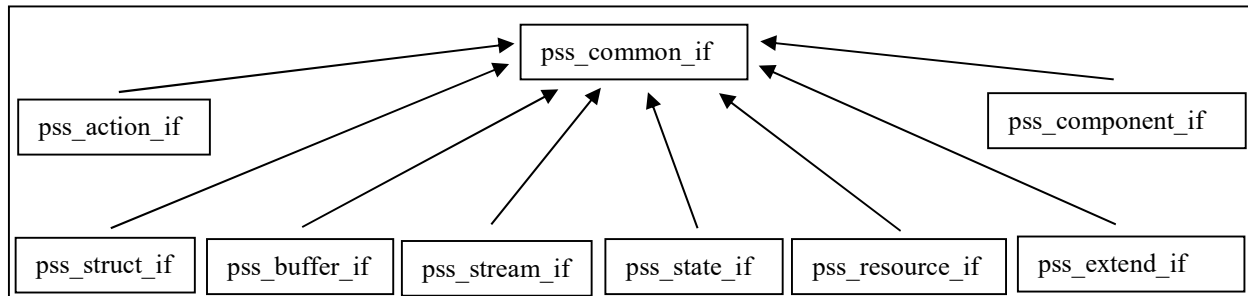 pss_common_if
pss_action_if
pss_component_if
pss_struct_if
pss_buffer_if
pss_stream_if
pss_state_if
pss_resource_if
pss_extend_if